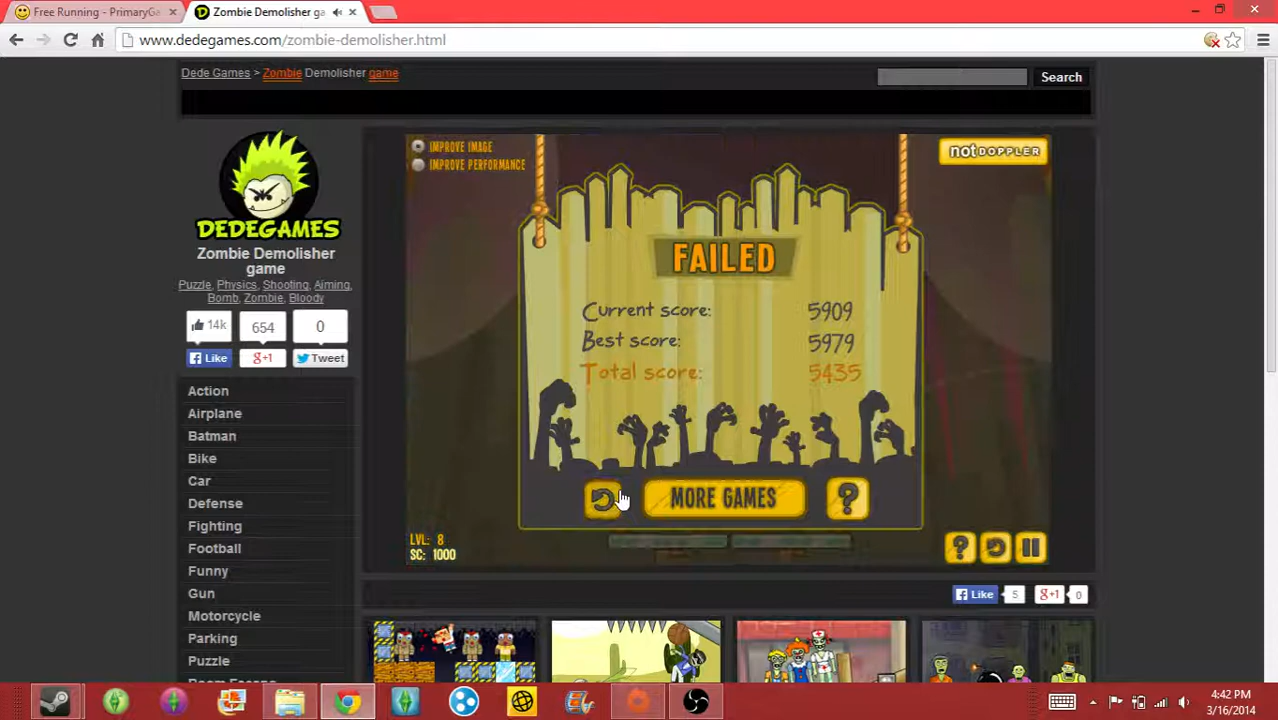 Free Running - PrimaryGa
Zombie Demolisher ga
www.dedegames.com/zombie-demolisher.html
Dede Games > Zombie Demolisher game
Search
DEDEGAMES
Zombie Demolisher
game
Puzzle, Physics, Shooting, Aiming,
Bomb, Zombie, Bloody
14k
654
0
Like
g+1
Tweet
Action
Airplane
Batman
Bike
Car
Defense
Fighting
Football
Funny
Gun
Motorcycle
Parking
Puzzle
IMPROVE IMAGE
IMPROVE PERFORMANCE
notDOPPLER
FAILED
Current score: 5909
Best score: 5979
Total score: 5435
MORE GAMES
?
LVL: 8
SC: 1000
?
Like 5
g+1 0
4:42 PM
3/16/2014